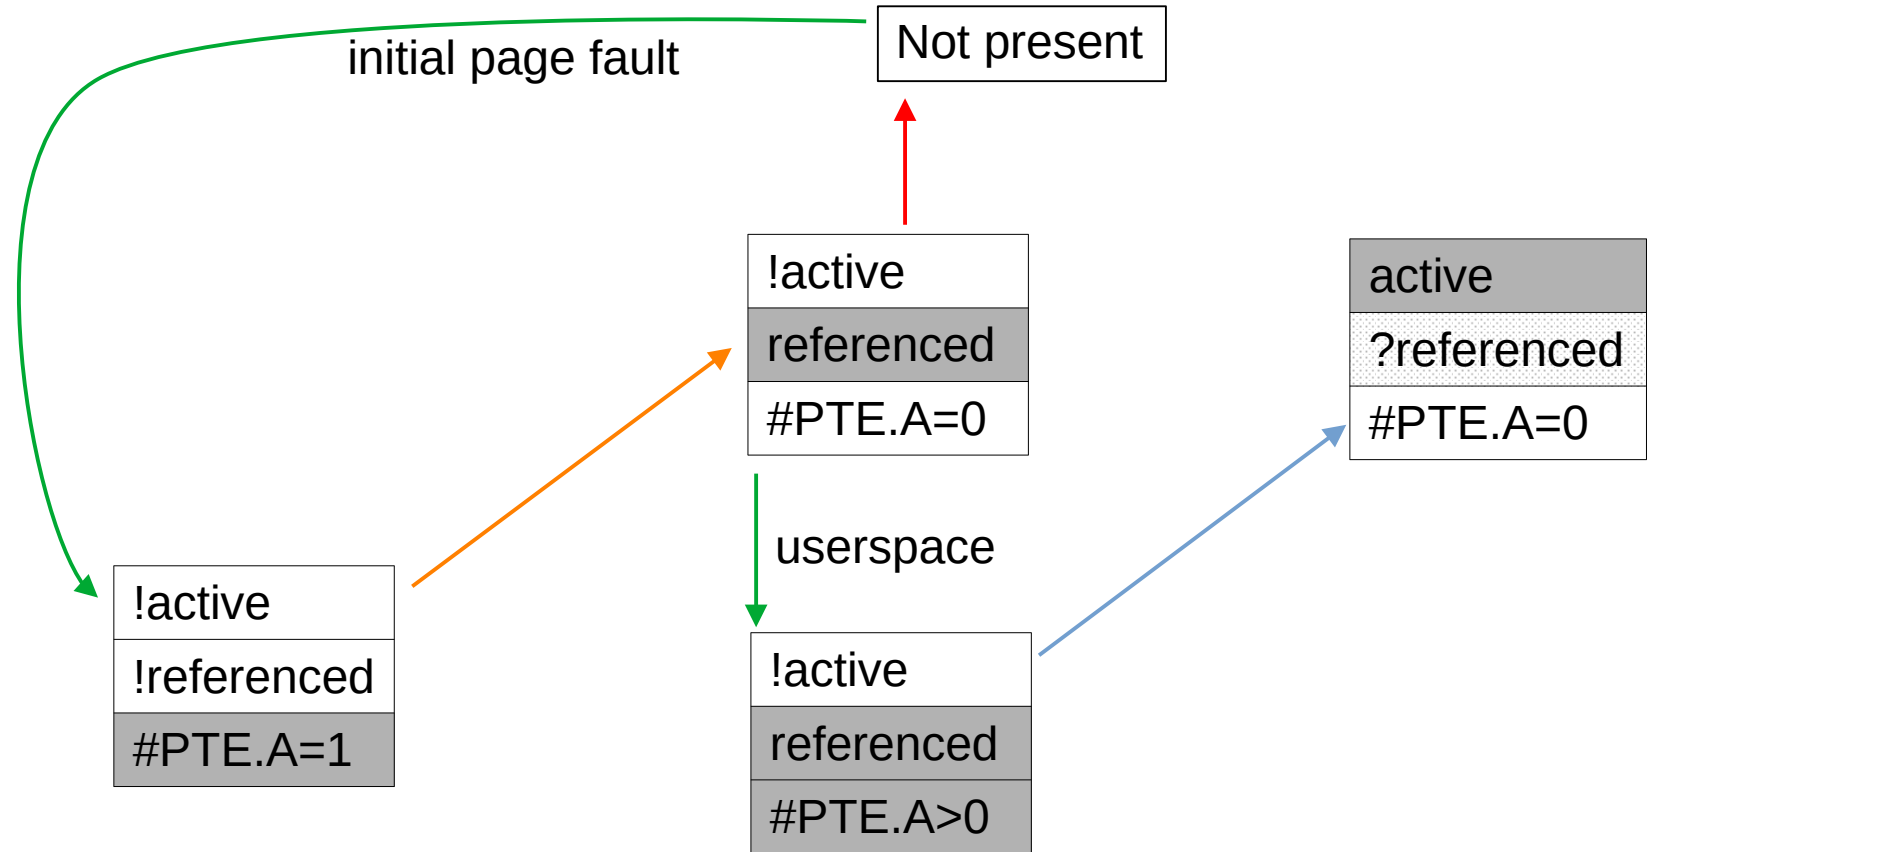 Not present
initial page fault
!active
referenced
#PTE.A=0
active
?referenced
#PTE.A=0
userspace
!active
!referenced
#PTE.A=1
!active
referenced
#PTE.A>0